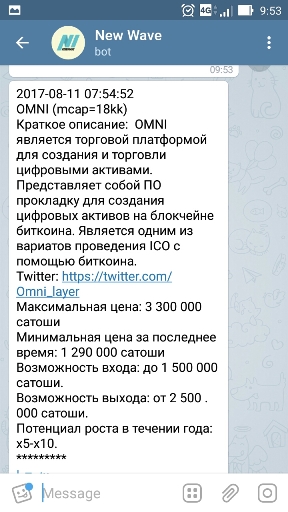 4G
9:53
New Wave
bot
09:53
2017-08-11 07:54:52
OMNI (mcap=18kk)
Краткое описание: OMNI
является торговой платформой
для создания и торговли
цифровыми активами.
Представляет собой ПО
прокладку для создания
цифровых активов на блокчейне
биткоина. Является одним из
вариатов проведения ICO с
помощью биткоина.
Twitter: https://twitter.com/
Omni_layer
Максимальная цена: 3 300 000
сатоши
Минимальная цена за последнее
время: 1 290 000 сатоши
Возможность входа: до 1 500 000
сатоши.
Возможность выхода: от 2 500 .
000 сатоши.
Потенциал роста в течении года:
x5-x10.
*********
Message